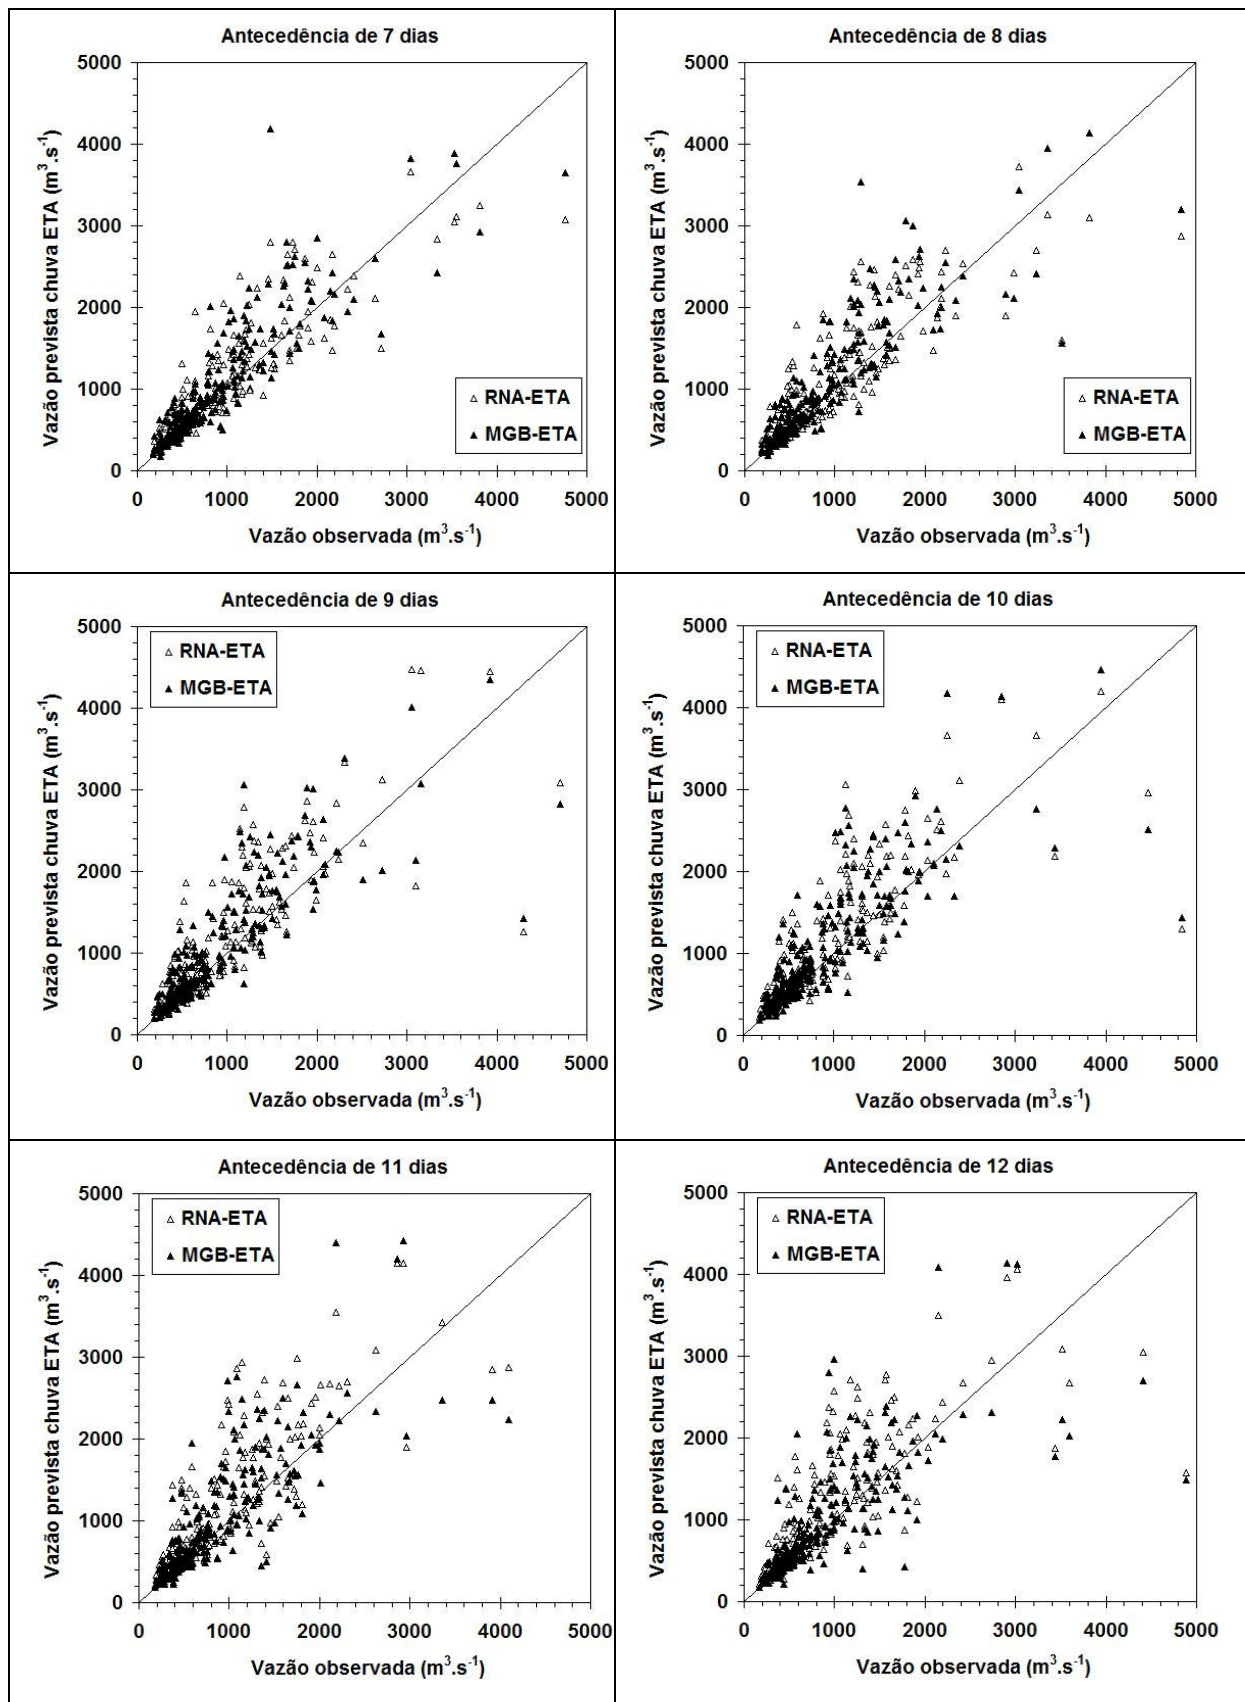 Antecedência de 7 dias
5000
4000
3000
2000
1000
0
Vazão prevista chuva ETA (m³.s⁻¹)
RNA-ETA
MGB-ETA
0 1000 2000 3000 4000 5000
Vazão observada (m³.s⁻¹)
Antecedência de 8 dias
5000
4000
3000
2000
1000
0
Vazão prevista chuva ETA (m³.s⁻¹)
RNA-ETA
MGB-ETA
0 1000 2000 3000 4000 5000
Vazão observada (m³.s⁻¹)
Antecedência de 9 dias
5000
4000
3000
2000
1000
0
Vazão prevista chuva ETA (m³.s⁻¹)
RNA-ETA
MGB-ETA
0 1000 2000 3000 4000 5000
Vazão observada (m³.s⁻¹)
Antecedência de 10 dias
5000
4000
3000
2000
1000
0
Vazão prevista chuva ETA (m³.s⁻¹)
RNA-ETA
MGB-ETA
0 1000 2000 3000 4000 5000
Vazão observada (m³.s⁻¹)
Antecedência de 11 dias
5000
4000
3000
2000
1000
0
Vazão prevista chuva ETA (m³.s⁻¹)
RNA-ETA
MGB-ETA
0 1000 2000 3000 4000 5000
Vazão observada (m³.s⁻¹)
Antecedência de 12 dias
5000
4000
3000
2000
1000
0
Vazão prevista chuva ETA (m³.s⁻¹)
RNA-ETA
MGB-ETA
0 1000 2000 3000 4000 5000
Vazão observada (m³.s⁻¹)